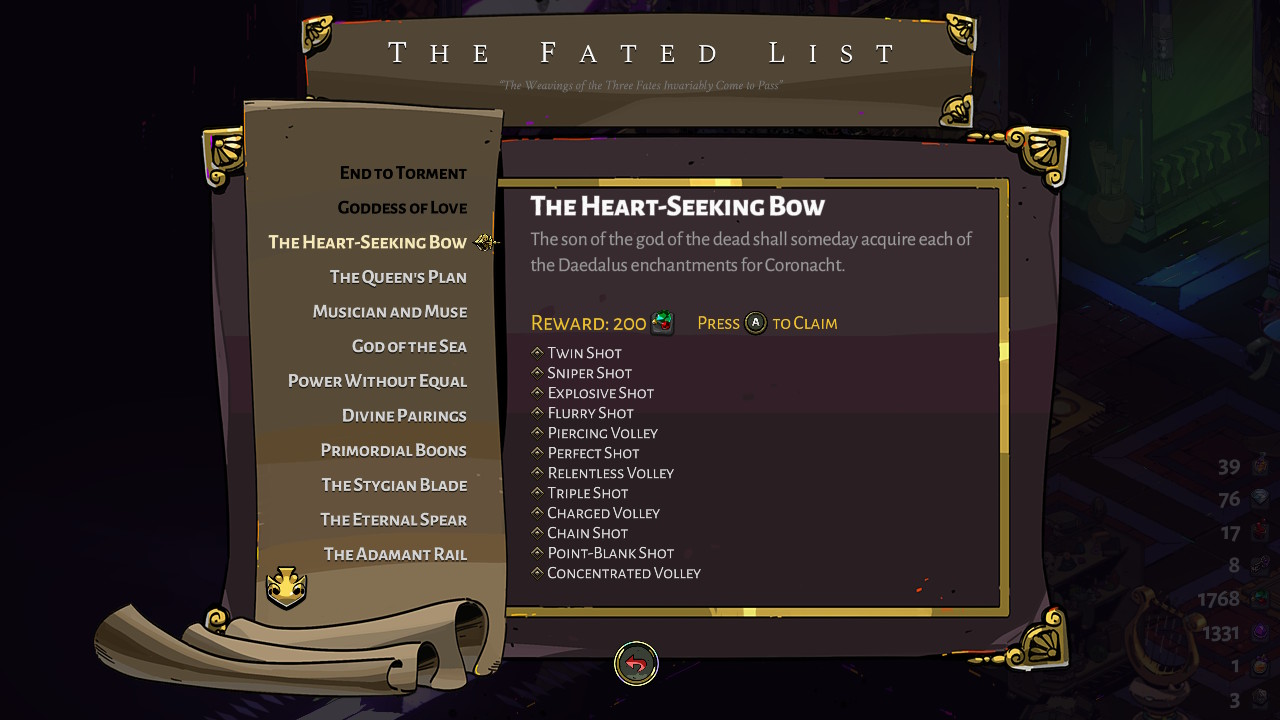 The Fated List
"The Weavings of the Three Fates Invariably Come to Pass"
End to Torment
Goddess of Love
The Heart-Seeking Bow
The Queen's Plan
Musician and Muse
God of the Sea
Power Without Equal
Divine Pairings
Primordial Boons
The Stygian Blade
The Eternal Spear
The Adamant Rail
The Heart-Seeking Bow
The son of the god of the dead shall someday acquire each of
the Daedalus enchantments for Coronacht.
Reward: 200 Press A to Claim
Twin Shot
Sniper Shot
Explosive Shot
Flurry Shot
Piercing Volley
Perfect Shot
Relentless Volley
Triple Shot
Charged Volley
Chain Shot
Point-Blank Shot
Concentrated Volley
39
76
17
8
1768
1331
1
3